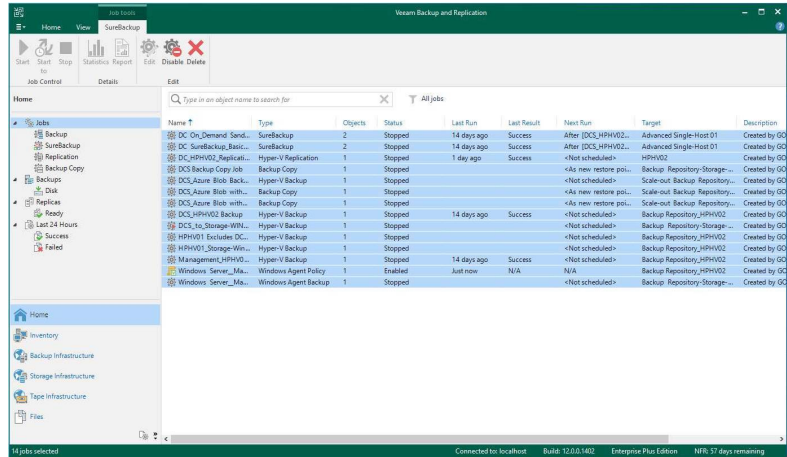 Job tools
Veeam Backup and Replication
Home View SureBackup
Start Start to Stop Statistics Report Edit Disable Delete
Job Control Details Edit
Home
Type in an object name to search for
All jobs
Jobs
Backup
SureBackup
Replication
Backup Copy
Backups
Disk
Replicas
Ready
Last 24 Hours
Success
Failed
Name Type Objects Status Last Run Last Result Next Run Target Description
DC On_Demand Sand... SureBackup 2 Stopped 14 days ago Success After [DCS_HPHV02... Advanced Single-Host 01 Created by GO
DC SureBackup_Basic... SureBackup 2 Stopped 14 days ago Success After [DCS_HPHV02... Advanced Single-Host 01 Created by GO
DC_HPHV02_Replicati... Hyper-V Replication 1 Stopped 1 day ago Success <Not scheduled> HPHV02 Created by GO
DCS Backup Copy Job Backup Copy 1 Stopped <As new restore poi... Backup Repository-Storage-... Created by GO
DCS_Azure Blob Back... Backup Copy 1 Stopped <As new restore poi... Scale-out Backup Repository... Created by GO
DCS_Azure Blob with... Backup Copy 1 Stopped <As new restore poi... Scale-out Backup Repository... Created by GO
DCS_Azure Blob with... Backup Copy 1 Stopped <As new restore poi... Scale-out Backup Repository... Created by GO
DCS_HPHV02 Backup Hyper-V Backup 1 Stopped 14 days ago Success <Not scheduled> Backup Repository_HPHV02 Created by GO
DCS_to_Storage-WIN... Hyper-V Backup 1 Stopped <Not scheduled> Backup Repository-Storage-... Created by GO
HPHV01 Excludes DC... Hyper-V Backup 1 Stopped <Not scheduled> Backup Repository_HPHV02 Created by GO
HPHV01_Storage-Win... Hyper-V Backup 1 Stopped <Not scheduled> Backup Repository_HPHV02 Created by GO
Management_HPHV0... Hyper-V Backup 1 Stopped 14 days ago Success <Not scheduled> Backup Repository_HPHV02 Created by GO
Windows Server__Ma... Windows Agent Policy 1 Enabled Just now N/A N/A Backup Repository_HPHV02 Created by GO
Windows Server__Ma... Windows Agent Backup 1 Stopped <Not scheduled> Backup Repository-Storage-... Created by GO
Home
Inventory
Backup Infrastructure
Storage Infrastructure
Tape Infrastructure
Files
14 jobs selected
Connected to: localhost Build: 12.0.0.1402 Enterprise Plus Edition NFR: 57 days remaining